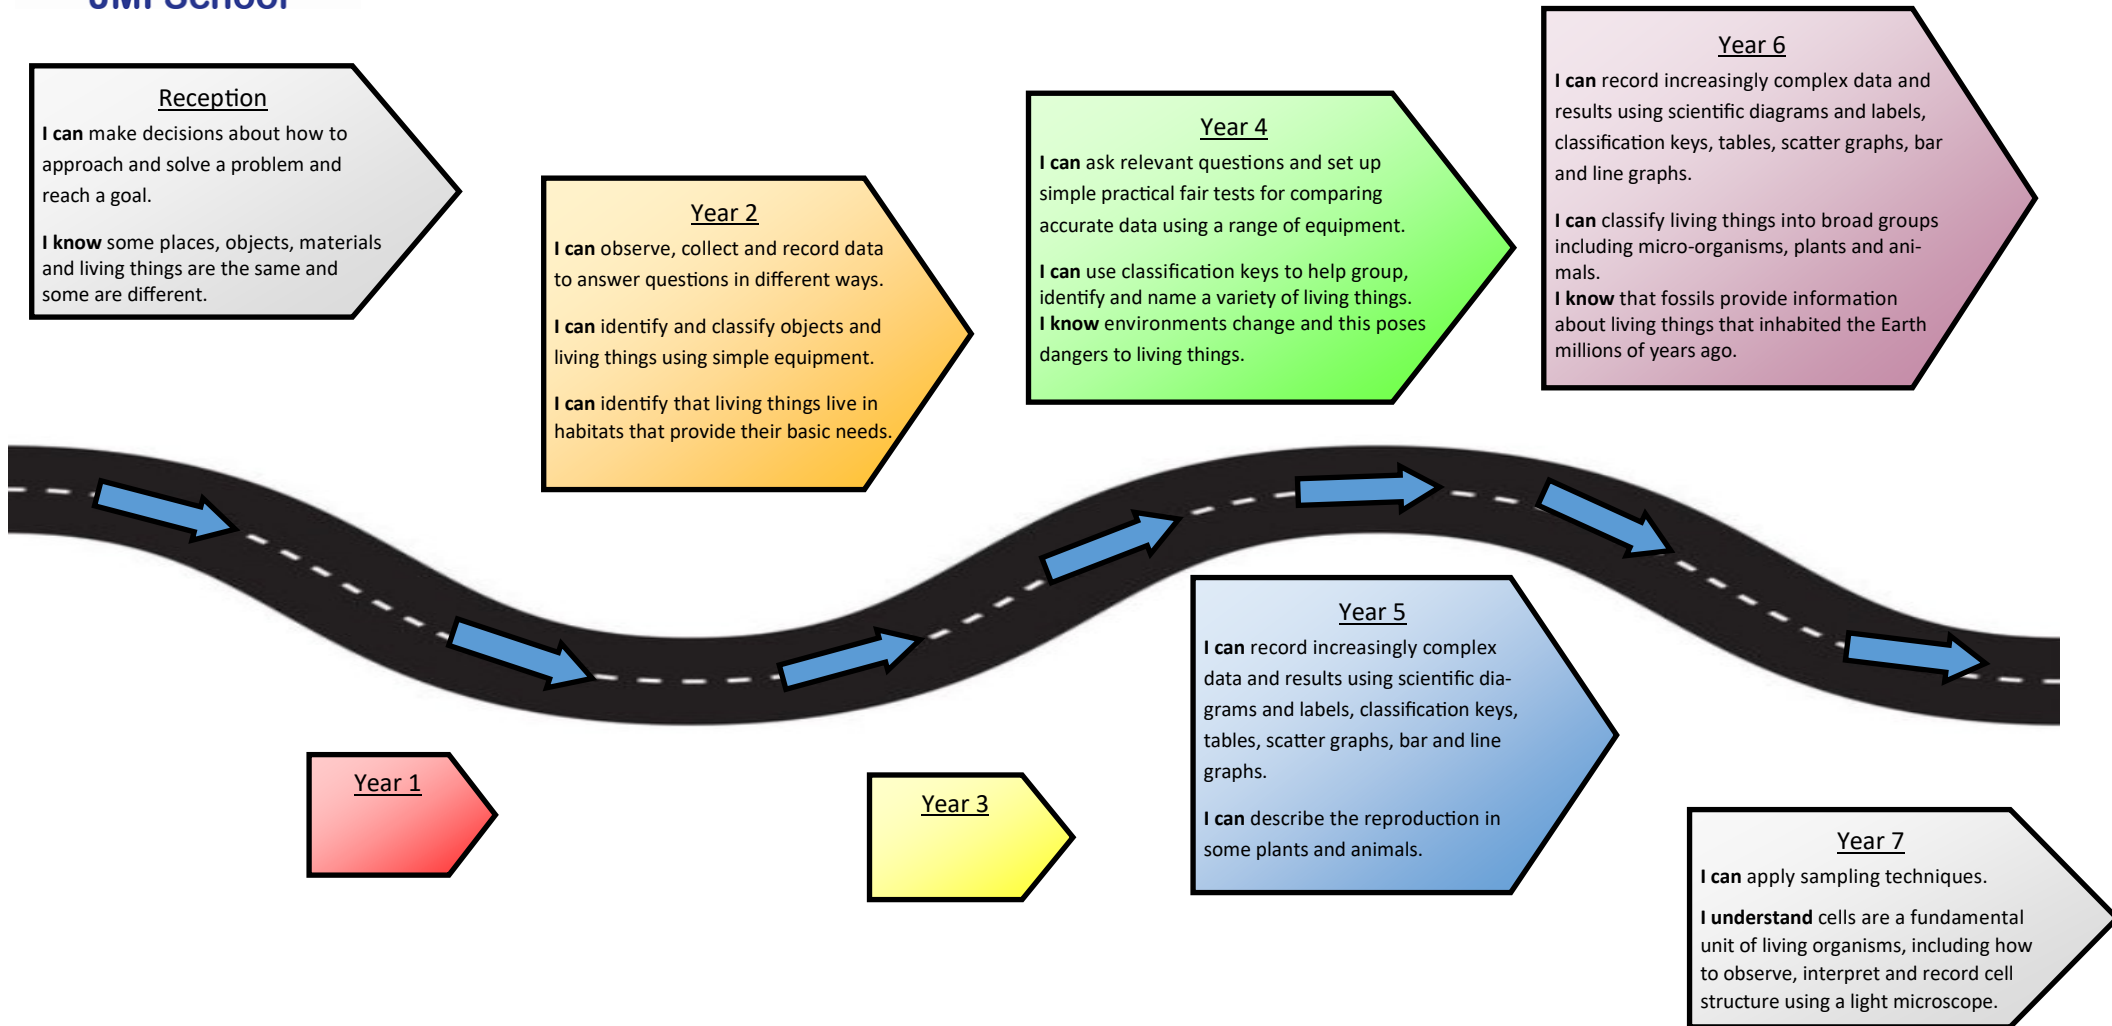 JMI School
Reception
I can make decisions about how to
approach and solve a problem and
reach a goal.
I know some places, objects, materials
and living things are the same and
some are different.
Year 2
I can observe, collect and record data
to answer questions in different ways.
I can identify and classify objects and
living things using simple equipment.
I can identify that living things live in
habitats that provide their basic needs.
Year 4
I can ask relevant questions and set up
simple practical fair tests for comparing
accurate data using a range of equipment.
I can use classification keys to help group,
identify and name a variety of living things.
I know environments change and this poses
dangers to living things.
Year 6
I can record increasingly complex data and
results using scientific diagrams and labels,
classification keys, tables, scatter graphs, bar
and line graphs.
I can classify living things into broad groups
including micro-organisms, plants and ani-
mals.
I know that fossils provide information
about living things that inhabited the Earth
millions of years ago.
Year 1
Year 3
Year 5
I can record increasingly complex
data and results using scientific dia-
grams and labels, classification keys,
tables, scatter graphs, bar and line
graphs.
I can describe the reproduction in
some plants and animals.
Year 7
I can apply sampling techniques.
I understand cells are a fundamental
unit of living organisms, including how
to observe, interpret and record cell
structure using a light microscope.